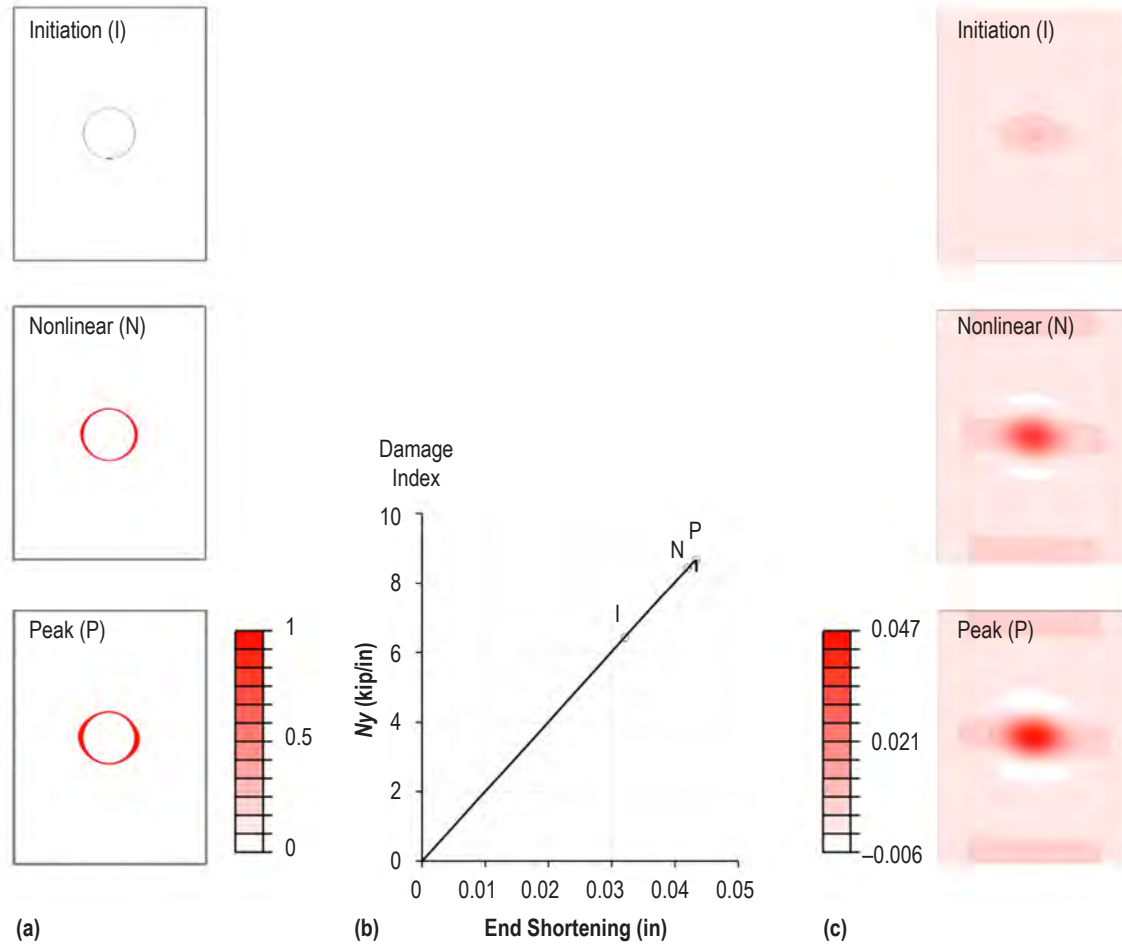 Initiation (I)
Nonlinear (N)
Peak (P)
1
0.5
0
(a)
Damage
Index
10
8
6
4
2
0
Ny (kip/in)
I
N
P
0
0.01
0.02
0.03
0.04
0.05
End Shortening (in)
(b)
Initiation (I)
Nonlinear (N)
Peak (P)
0.047
0.021
–0.006
(c)